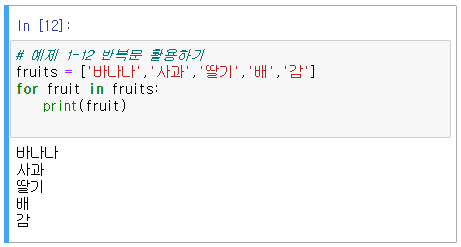 In [12]:
# 예제 1-12 반복문 활용하기
fruits = ['바나나','사과','딸기','배','감']
for fruit in fruits:
    print(fruit)
바나나
사과
딸기
배
감